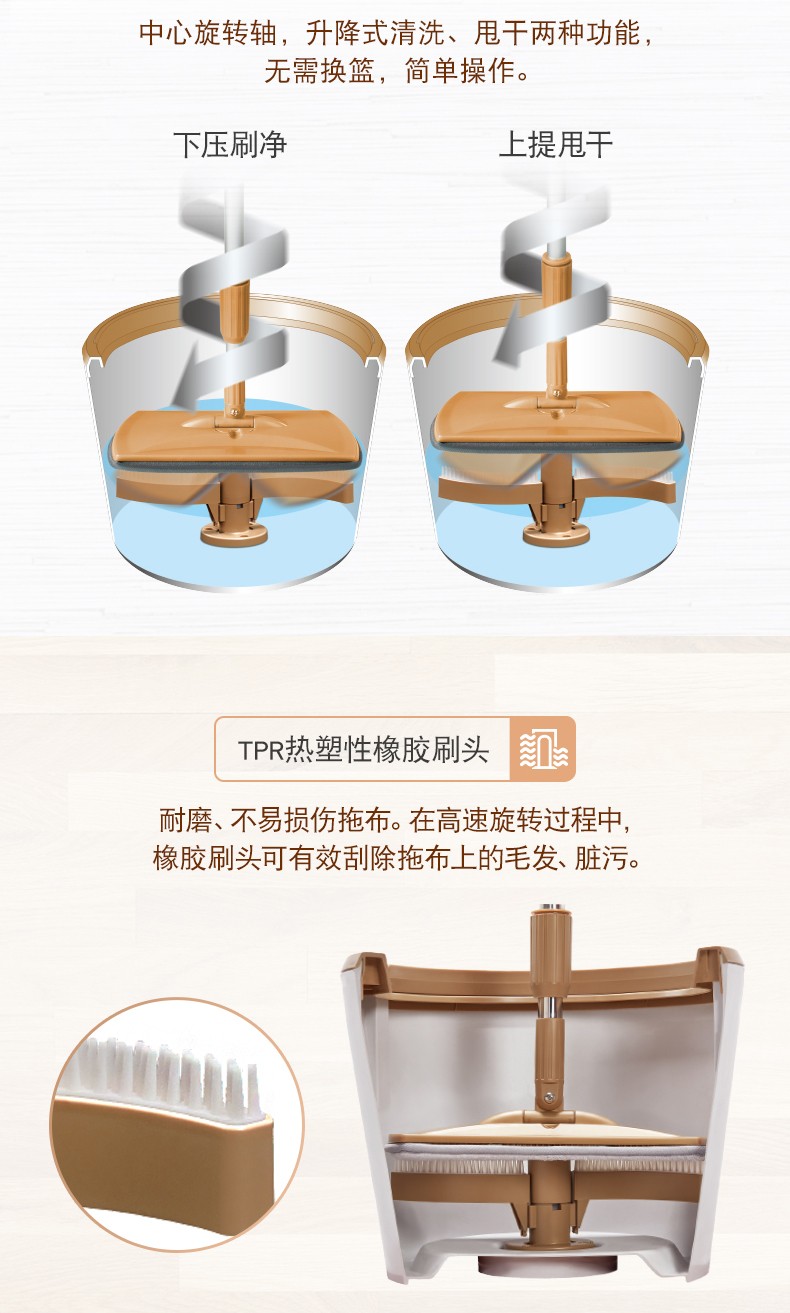 中心旋转轴，升降式清洗、甩干两种功能，
无需换篮，简单操作。
下压刷净
上提甩干
TPR热塑性橡胶刷头
耐磨、不易损伤拖布。在高速旋转过程中，
橡胶刷头可有效刮除拖布上的毛发、脏污。